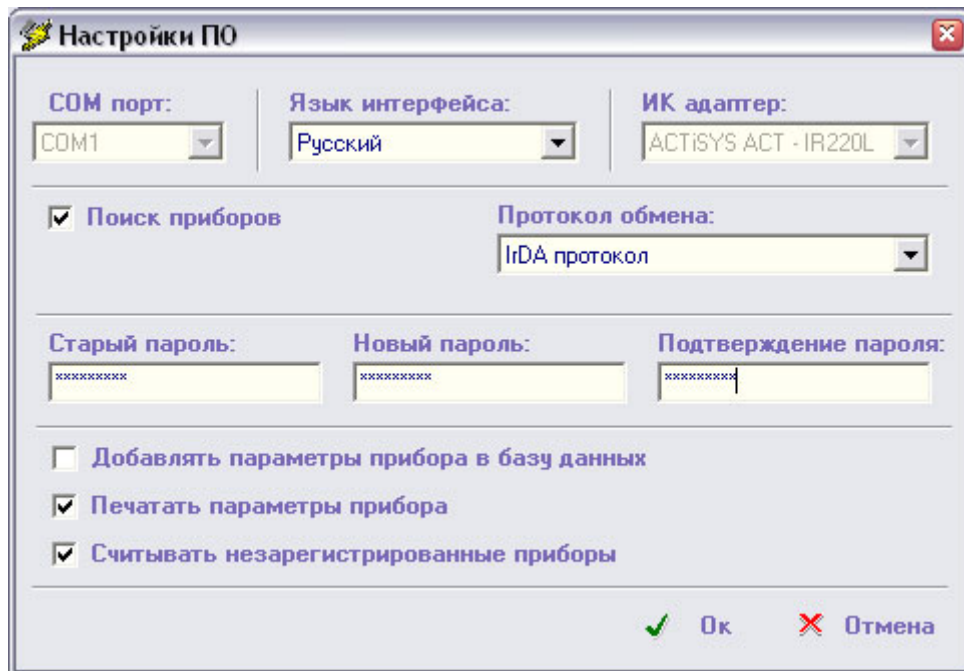 Настройки ПО
COM порт: Язык интерфейса: ИК адаптер:
COM1 Русский ACTiSYS ACT - IR220L
Поиск приборов Протокол обмена:
IrDA протокол
Старый пароль: Новый пароль: Подтверждение пароля:
××××××××× ××××××××× ×××××××××
Добавлять параметры прибора в базу данных
Печатать параметры прибора
Считывать незарегистрированные приборы
Ок Отмена